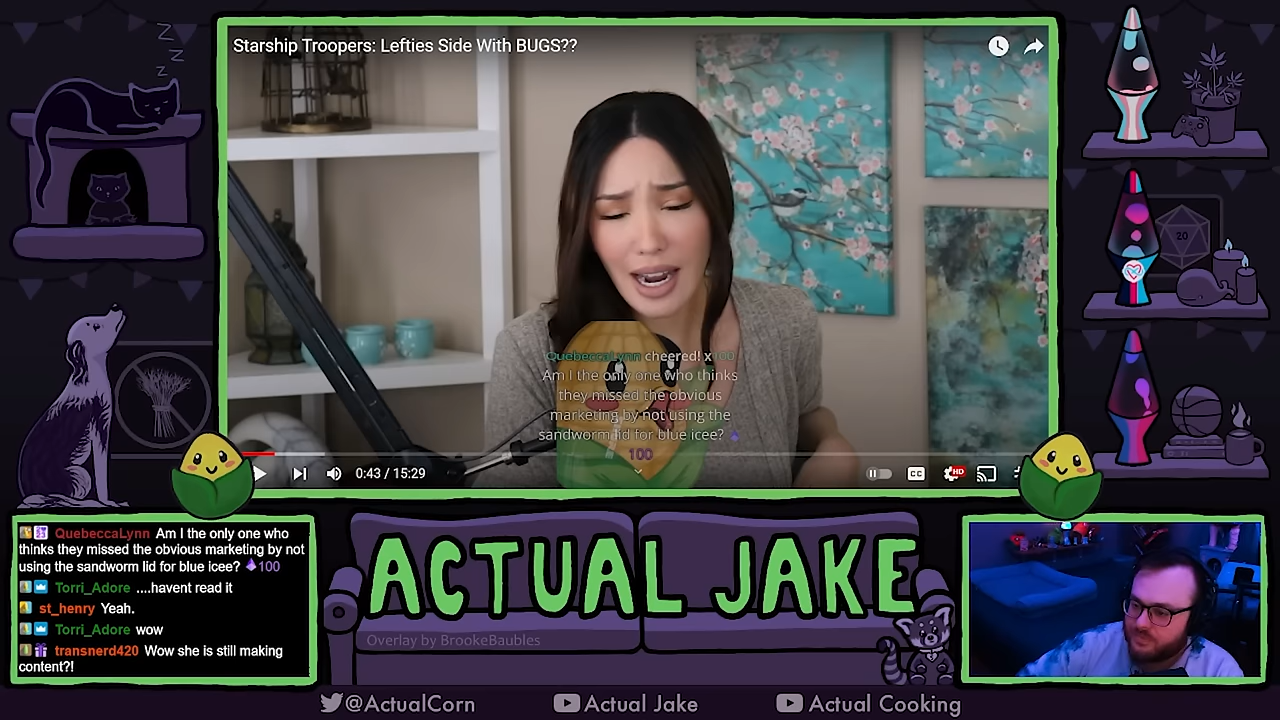 Z
Z
Z
Z
Starship Troopers: Lefties Side With BUGS??
QuebeccaLynn cheered! x100
Am I the only one who thinks
they missed the obvious
marketing by not using the
sandworm lid for blue icee?
100
0:43 / 15:29
CC
HD
20
QuebeccaLynn Am I the only one who
thinks they missed the obvious marketing by not
using the sandworm lid for blue icee? 100
Torri_Adore ....havent read it
st_henry Yeah.
Torri_Adore wow
transnerd420 Wow she is still making
content?!
ACTUAL JAKE
Overlay by BrookeBaubles
@ActualCorn Actual Jake Actual Cooking